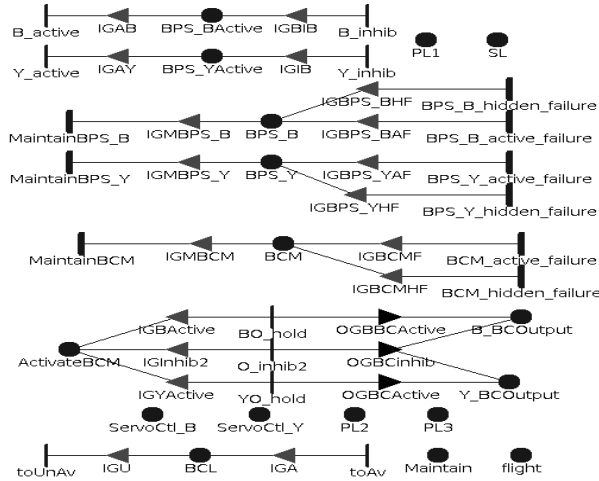 IGAB BPS_BActive IGBIB
B_active B_inhib
PL1 SL
IGAY BPS_YActive IGIB
Y_active Y_inhib
IGBPS_BHF BPS_B_hidden_failure
MaintainBPS_B IGMBPS_B BPS_B IGBPS_BAF BPS_B_active_failure
MaintainBPS_Y IGMBPS_Y BPS_Y IGBPS_YAF BPS_Y_active_failure
IGBPS_YHF BPS_Y_hidden_failure
MaintainBCM IGMBCM BCM IGBCMF BCM_active_failure
IGBCMHF BCM_hidden_failure
IGBActive BO_hold OGBBCActive B_BCOutput
ActivateBCM IGInhib2 O_inhib2 OGBCinhib
IGYActive YO_hold OGBCActive Y_BCOutput
ServoCtl_B ServoCtl_Y PL2 PL3
toUnAv IGU BCL IGA toAv Maintain flight